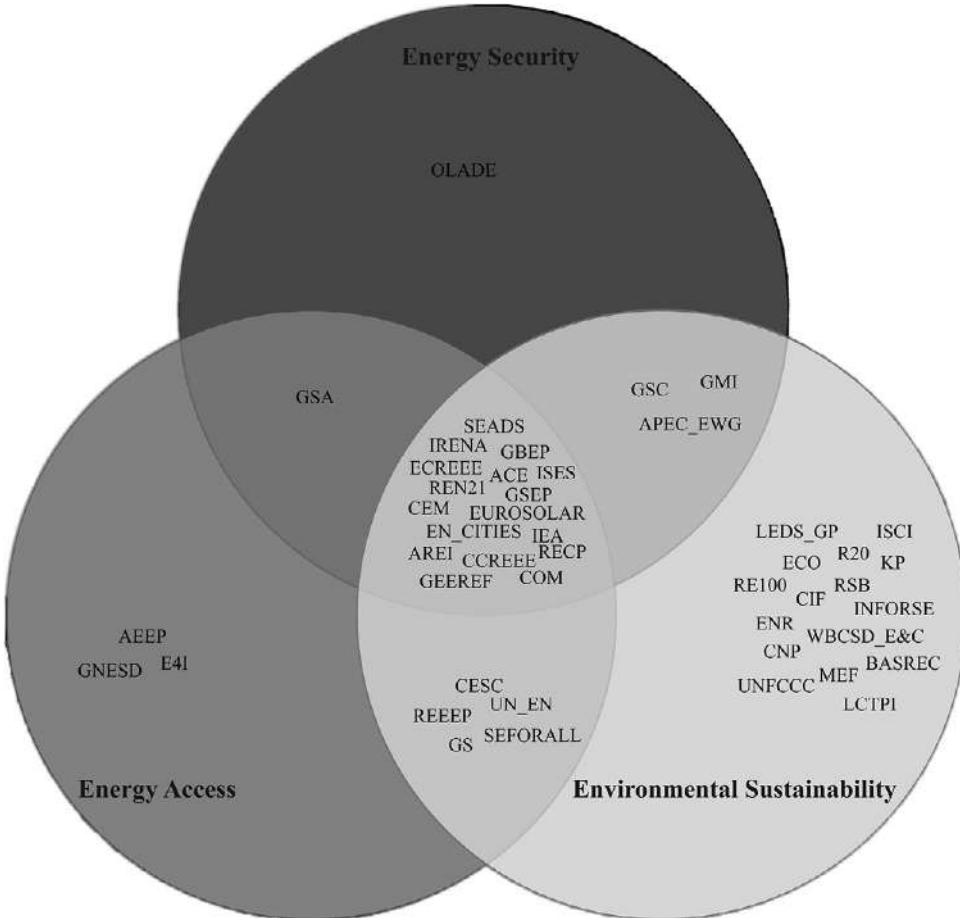 Energy Security
OLADE
GSA
GSC
GMI
APEC_EWG
SEADS
IRENA
GBEP
ECREEE
ACE
ISES
REN21
GSEP
CEM
EUROSOLAR
EN_CITIES
IEA
AREI
CCREEE
RECP
GEEREF
COM
LEDS_GP
ISCI
ECO
R20
KP
RE100
CIF
RSB
INFORSE
ENR
WBCSD_E&C
CNP
BASREC
UNFCCC
MEF
LCTPI
AEEP
GNESD
E4I
CESC
UN_EN
REEEP
GS
SEFORALL
Energy Access
Environmental Sustainability